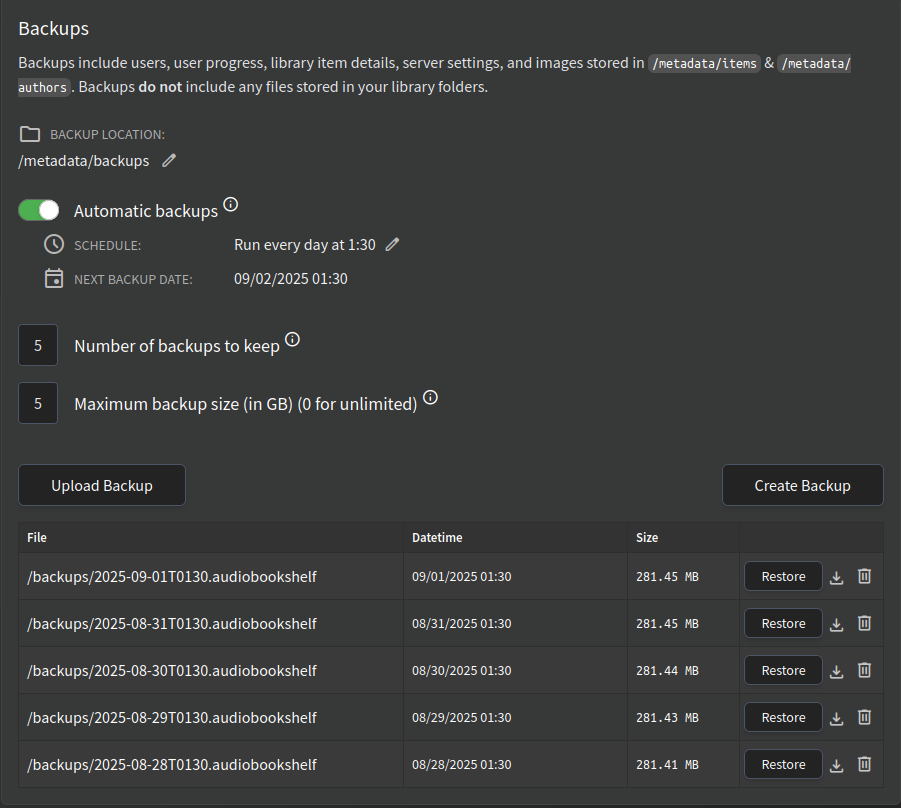 Backups
Backups include users, user progress, library item details, server settings, and images stored in /metadata/items & /metadata/
authors. Backups do not include any files stored in your library folders.
BACKUP LOCATION:
/metadata/backups
Automatic backups
SCHEDULE: Run every day at 1:30
NEXT BACKUP DATE: 09/02/2025 01:30
5 Number of backups to keep
5 Maximum backup size (in GB) (0 for unlimited)
Upload Backup Create Backup
File Datetime Size
/backups/2025-09-01T0130.audiobookshelf 09/01/2025 01:30 281.45 MB Restore
/backups/2025-08-31T0130.audiobookshelf 08/31/2025 01:30 281.45 MB Restore
/backups/2025-08-30T0130.audiobookshelf 08/30/2025 01:30 281.44 MB Restore
/backups/2025-08-29T0130.audiobookshelf 08/29/2025 01:30 281.43 MB Restore
/backups/2025-08-28T0130.audiobookshelf 08/28/2025 01:30 281.41 MB Restore